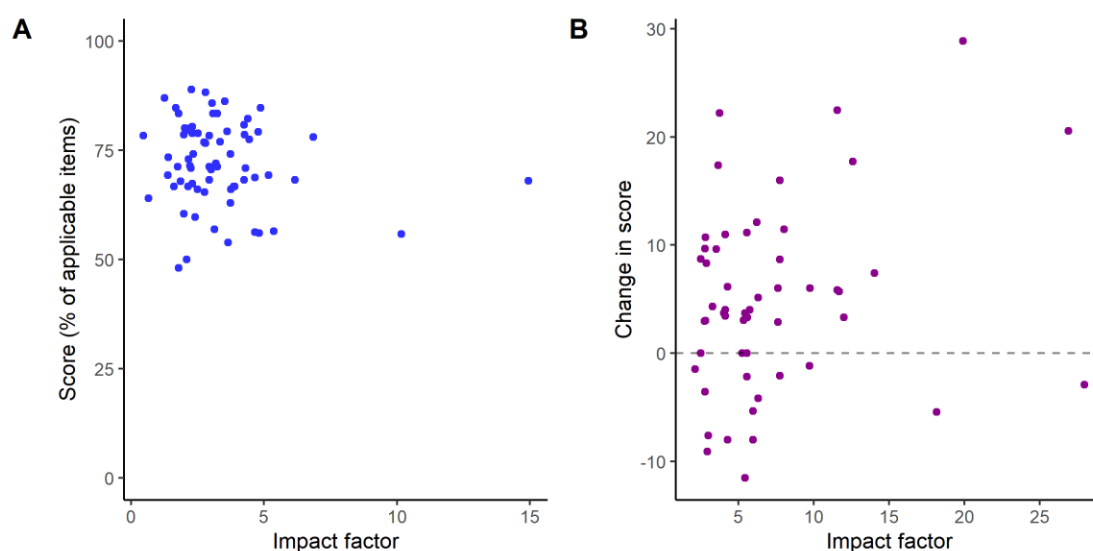 A
Score (% of applicable items)
100
75
50
25
0
0 5 10 15
Impact factor
B
Change in score
30
20
10
0
-10
5 10 15 20 25
Impact factor